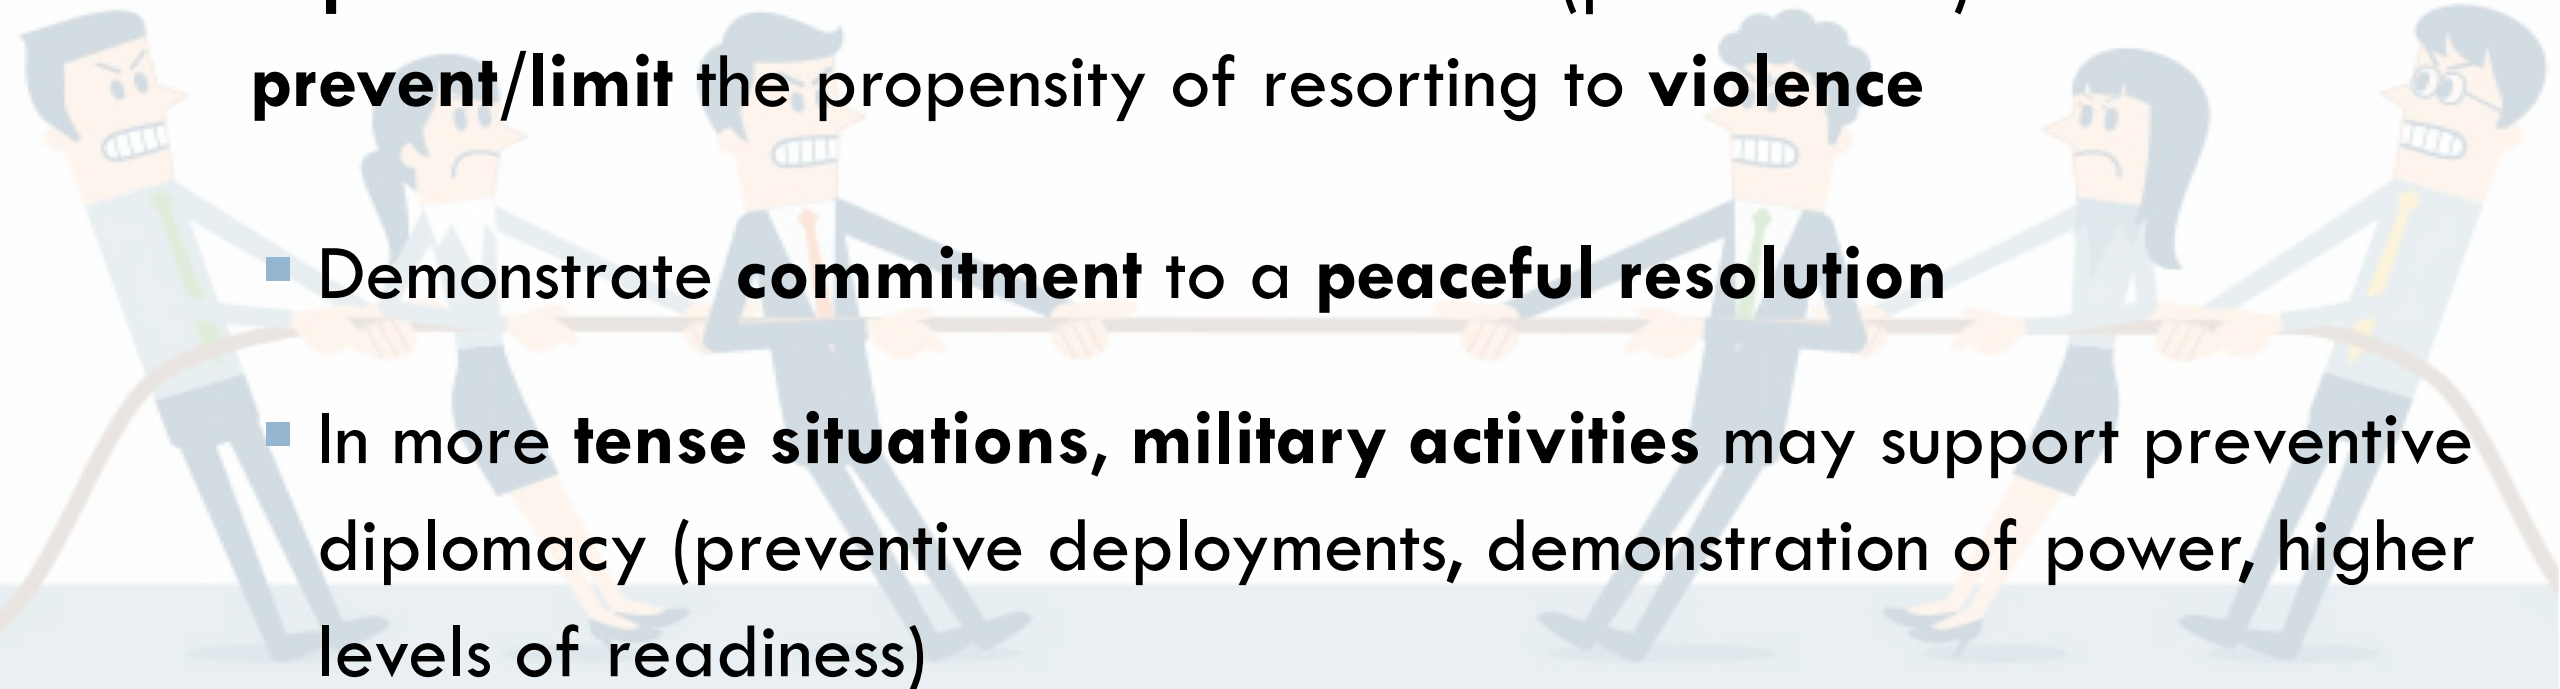 prevent/limit the propensity of resorting to violence
▪ Demonstrate commitment to a peaceful resolution
▪ In more tense situations, military activities may support preventive
diplomacy (preventive deployments, demonstration of power, higher
levels of readiness)